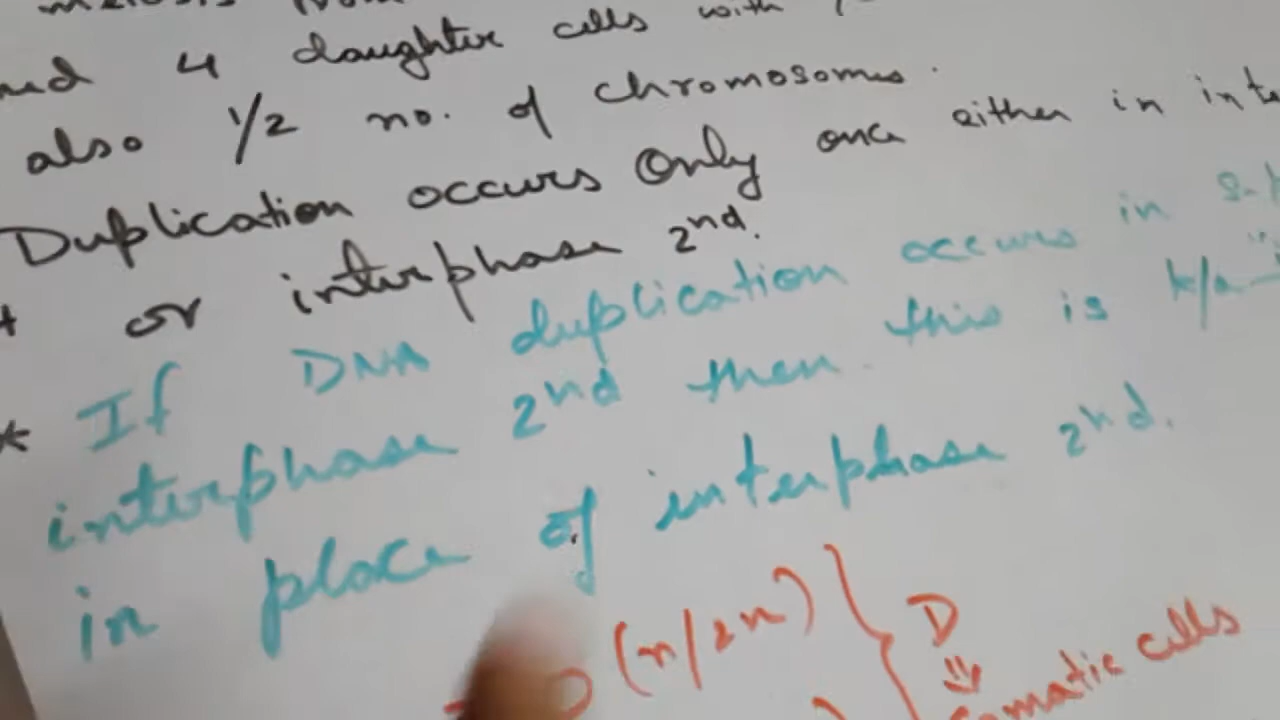 4 daughter cells with
also 1/2 no. of chromosomes.
Duplication occurs only once either in
or interphase 2nd.
* If DNA duplication occurs in
interphase 2nd then this is k/a
in place of interphase 2nd.
(n/2n) } D
cells